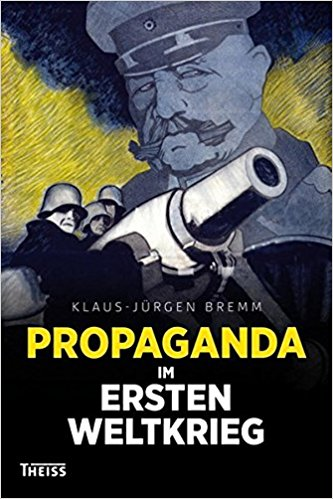 KLAUS-JÜRGEN BREMM
PROPAGANDA
IM
ERSTEN
WELTKRIEG
THEISS